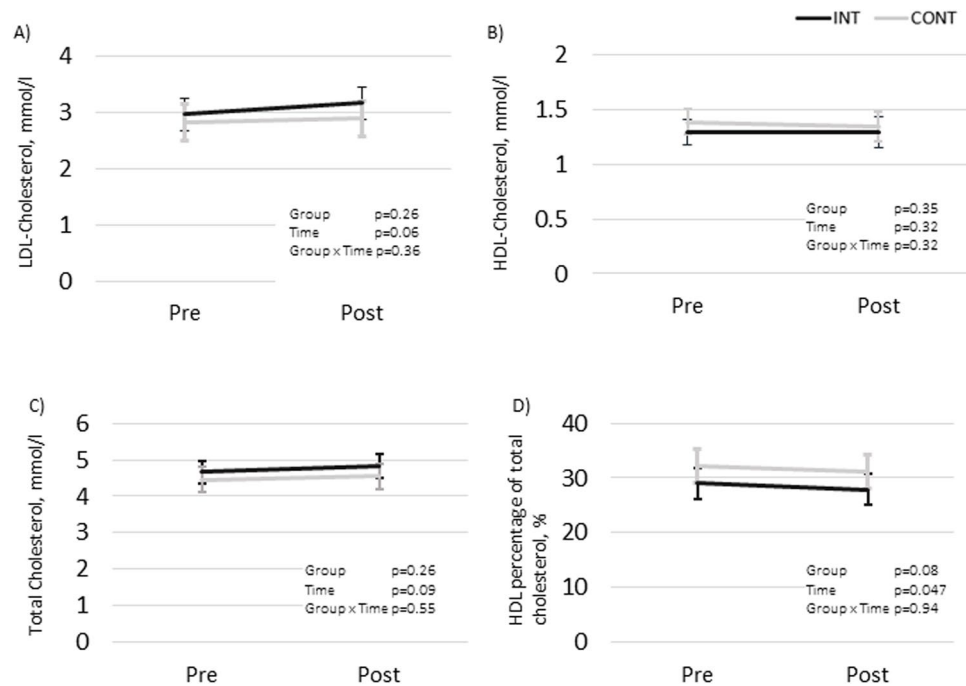 INT CONT
A)
LDL-Cholesterol, mmol/l
4
3
2
1
0
Group p=0.26
Time p=0.06
Group x Time p=0.36
Pre Post
B)
HDL-Cholesterol, mmol/l
2
1.5
1
0.5
0
Group p=0.35
Time p=0.32
Group x Time p=0.32
Pre Post
C)
Total Cholesterol, mmol/l
6
5
4
3
2
1
0
Group p=0.26
Time p=0.09
Group x Time p=0.55
Pre Post
D)
HDL percentage of total
cholesterol, %
40
30
20
10
0
Group p=0.08
Time p=0.047
Group x Time p=0.94
Pre Post